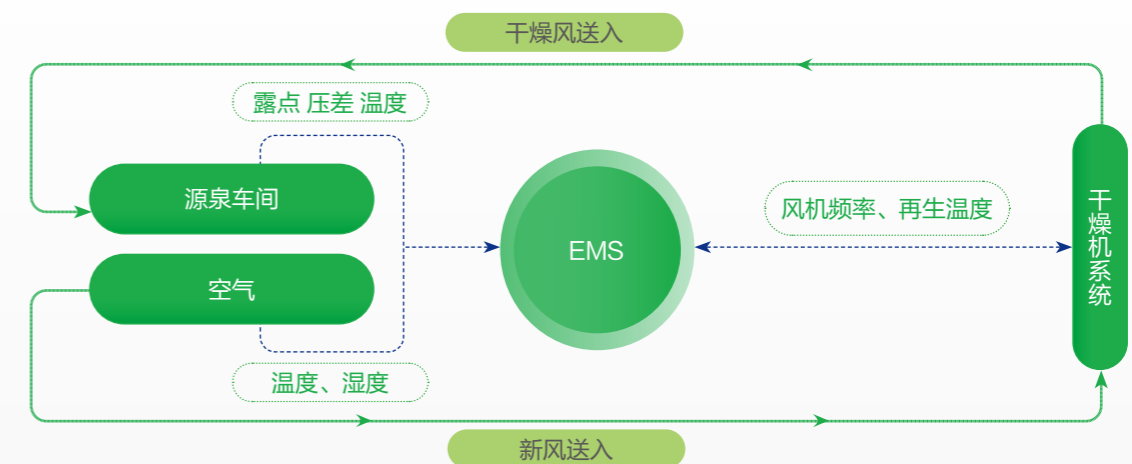 干燥风送入
露点 压差 温度
源泉车间
空气
温度、湿度
EMS
风机频率、再生温度
干燥机系统
新风送入